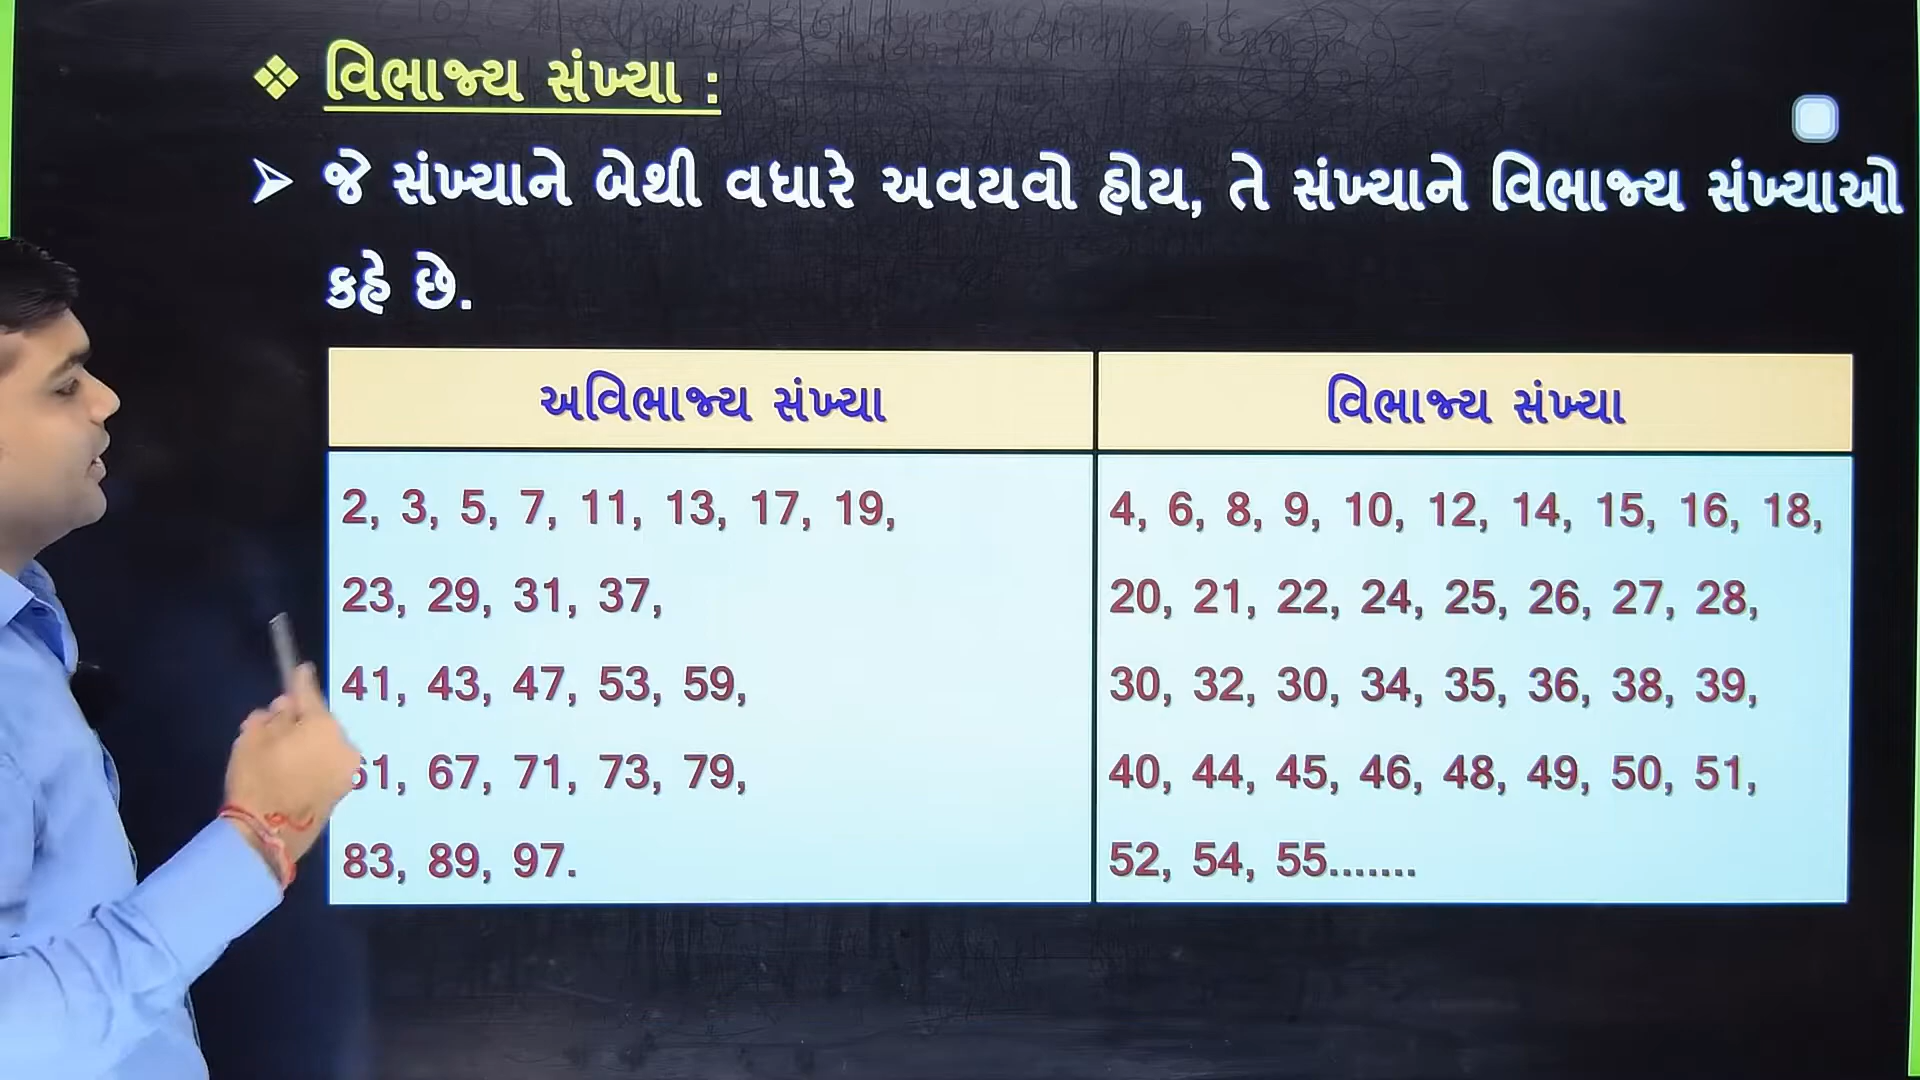 ❖ વિભાજ્ય સંખ્યા :
➢ જે સંખ્યાને બેથી વધારે અવયવો હોય, તે સંખ્યાને વિભાજ્ય સંખ્યાઓ
કહે છે.
અવિભાજ્ય સંખ્યા
2, 3, 5, 7, 11, 13, 17, 19,
23, 29, 31, 37,
41, 43, 47, 53, 59,
61, 67, 71, 73, 79,
83, 89, 97.
વિભાજ્ય સંખ્યા
4, 6, 8, 9, 10, 12, 14, 15, 16, 18,
20, 21, 22, 24, 25, 26, 27, 28,
30, 32, 30, 34, 35, 36, 38, 39,
40, 44, 45, 46, 48, 49, 50, 51,
52, 54, 55.......